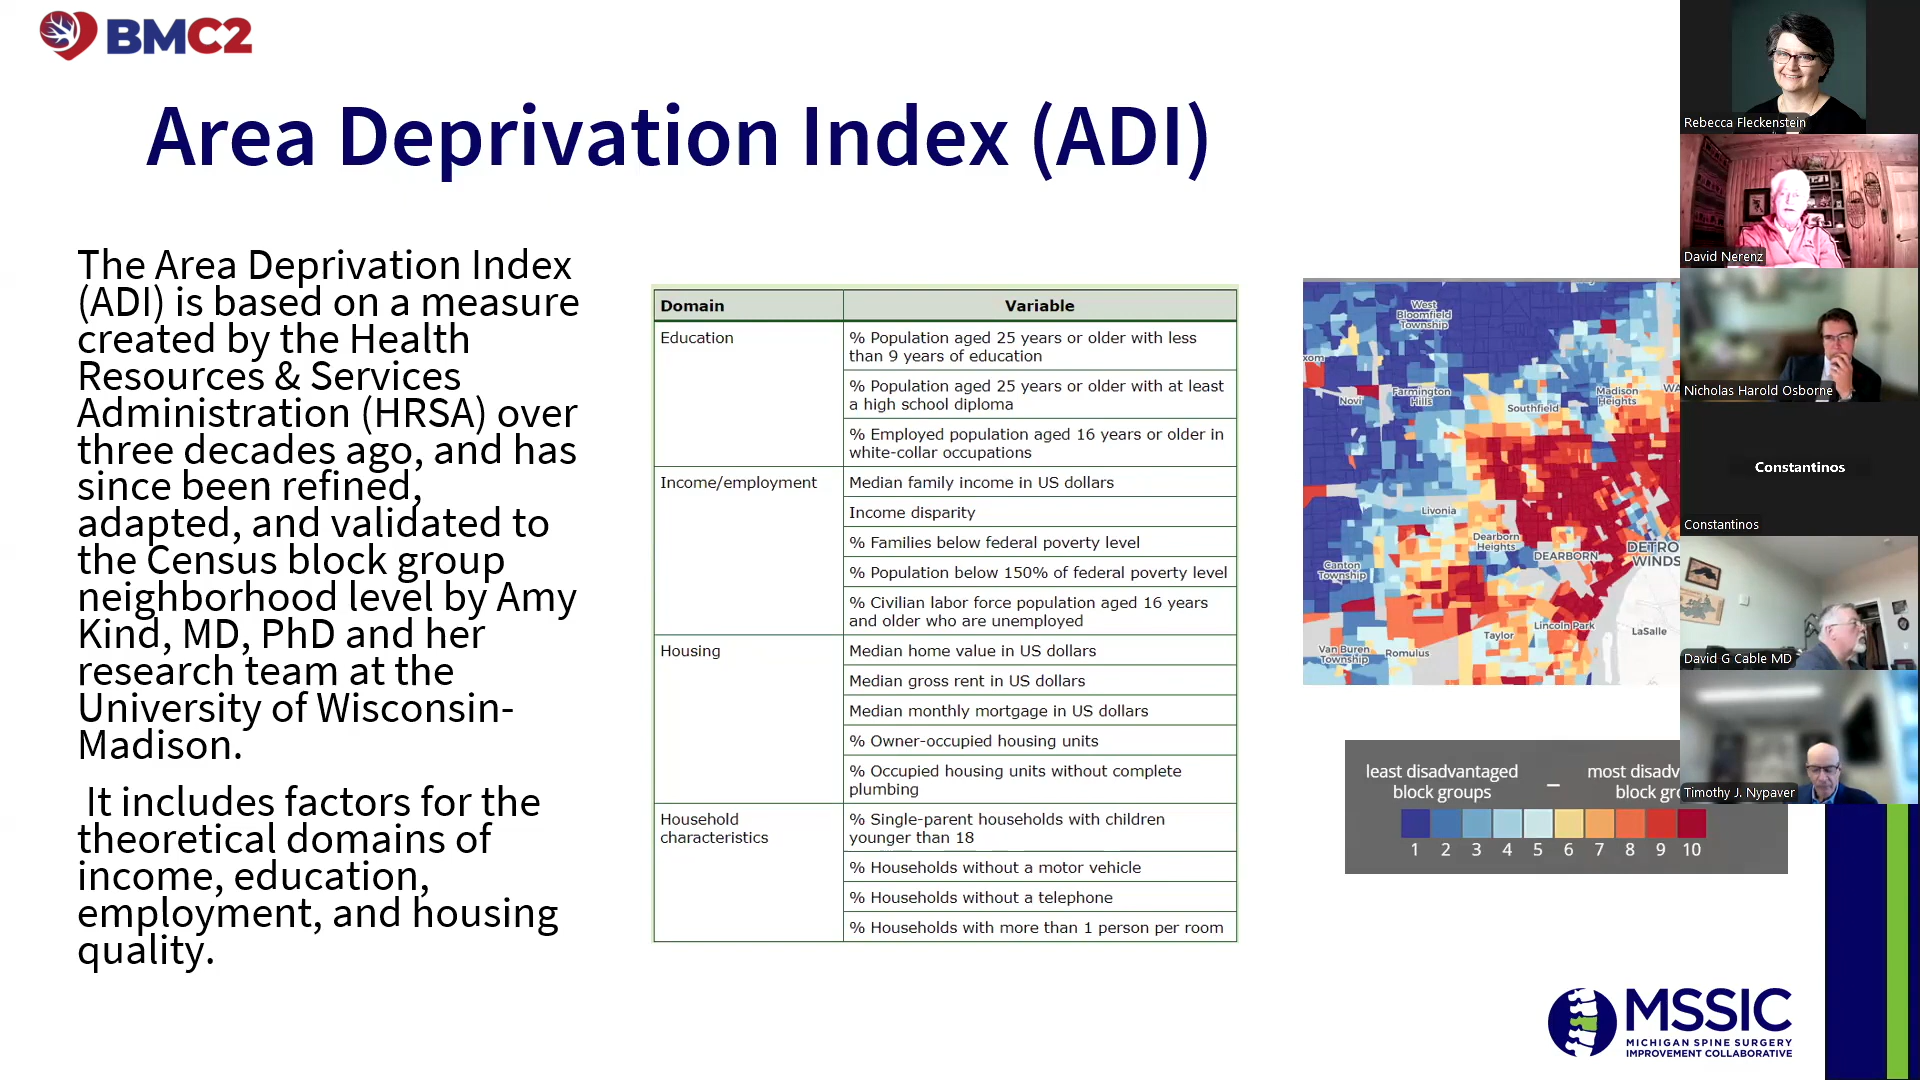 BMC2
Area Deprivation Index (ADI)
The Area Deprivation Index
(ADI) is based on a measure
created by the Health
Resources & Services
Administration (HRSA) over
three decades ago, and has
since been refined,
adapted, and validated to
the Census block group
neighborhood level by Amy
Kind, MD, PhD and her
research team at the
University of Wisconsin-
Madison.
It includes factors for the
theoretical domains of
income, education,
employment, and housing
quality.
Domain Variable
Education % Population aged 25 years or older with less
than 9 years of education
% Population aged 25 years or older with at least
a high school diploma
% Employed population aged 16 years or older in
white-collar occupations
Income/employment Median family income in US dollars
Income disparity
% Families below federal poverty level
% Population below 150% of federal poverty level
% Civilian labor force population aged 16 years
and older who are unemployed
Housing Median home value in US dollars
Median gross rent in US dollars
Median monthly mortgage in US dollars
% Owner-occupied housing units
% Occupied housing units without complete
plumbing
Household
characteristics
% Single-parent households with children
younger than 18
% Households without a motor vehicle
% Households without a telephone
% Households with more than 1 person per room
West
Bloomfield
Township
xom
Novi
Farmington
Hills
Southfield
Madison
Heights
WA
Livonia
Dearborn
Heights
DEARBORN
DETRO
WINDS
Canton
Township
Lincoln Park
Taylor
LaSalle
Van Buren
Township
Romulus
least disadvantaged
block groups
–
most disadv
block gro
1 2 3 4 5 6 7 8 9 10
MSSIC
MICHIGAN SPINE SURGERY
IMPROVEMENT COLLABORATIVE
Rebecca Fleckenstein
David Nerenz
Nicholas Harold Osborne
Constantinos
Constantinos
David G Cable MD
Timothy J. Nypaver